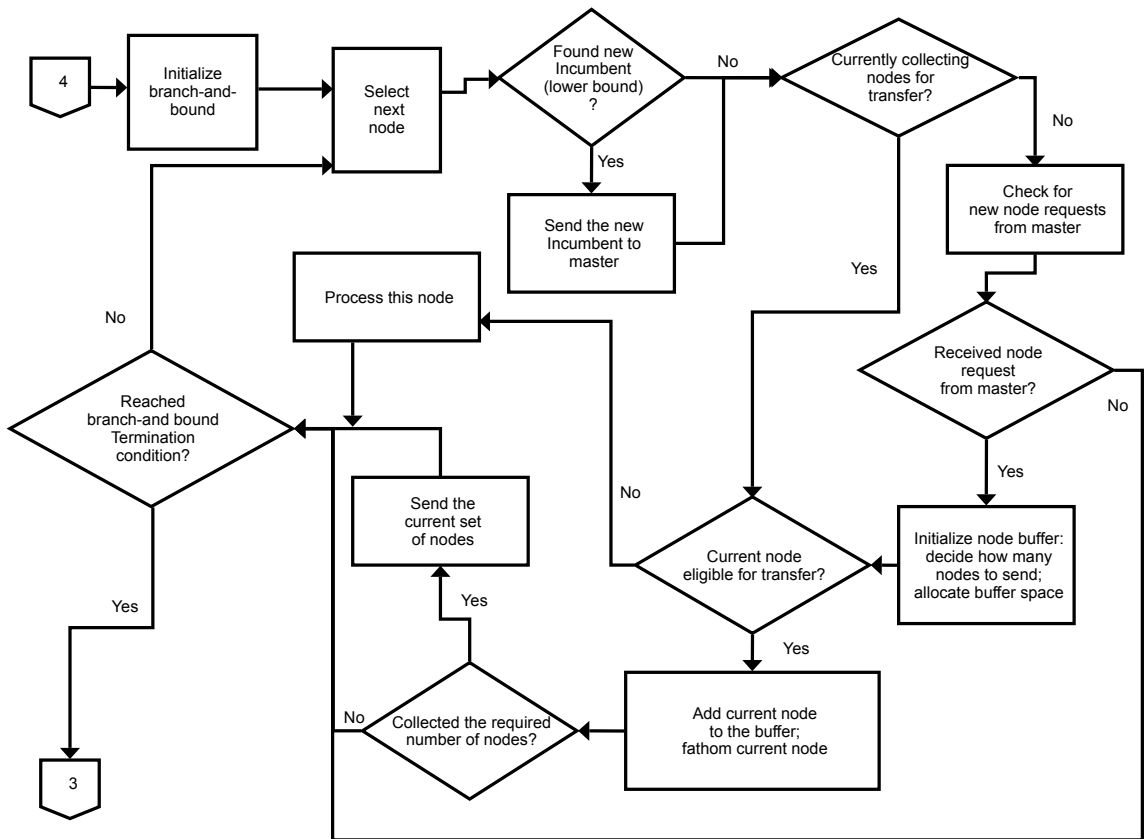 4
Initialize
branch-and-
bound
Select
next
node
Found new
Incumbent
(lower bound)
?
No
Currently collecting
nodes for
transfer?
No
Yes
Send the new
Incumbent to
master
Check for
new node requests
from master
Yes
Process this node
No
Received node
request
from master?
No
Reached
branch-and bound
Termination
condition?
Yes
No
Send the
current set
of nodes
Current node
eligible for transfer?
Initialize node buffer:
decide how many
nodes to send;
allocate buffer space
Yes
Yes
Yes
No
Collected the required
number of nodes?
Add current node
to the buffer;
fathom current node
3